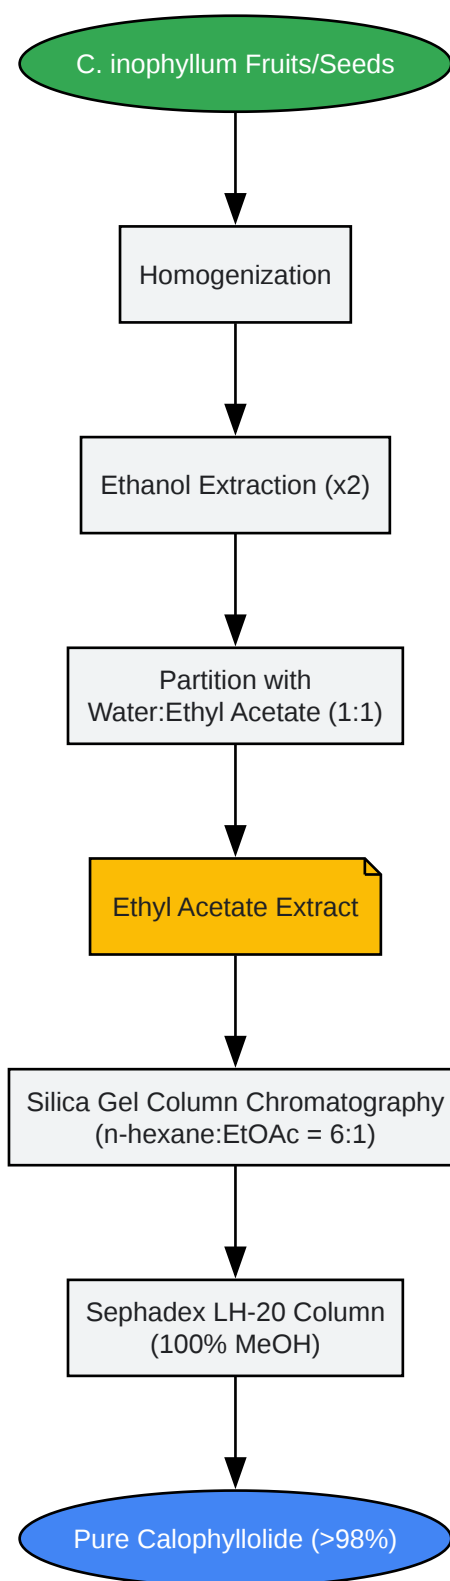 C. inophyllum Fruits/Seeds
Homogenization
Ethanol Extraction (x2)
Partition with
Water:Ethyl Acetate (1:1)
Ethyl Acetate Extract
Silica Gel Column Chromatography
(n-hexane:EtOAc = 6:1)
Sephadex LH-20 Column
(100% MeOH)
Pure Calophyllolide (>98%)